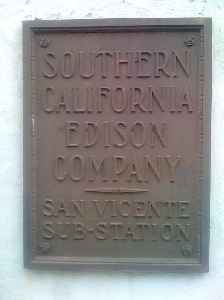 SOUTHERN
CALIFORNIA
EDISON
COMPANY
SAN VICENTE
SUB-STATION